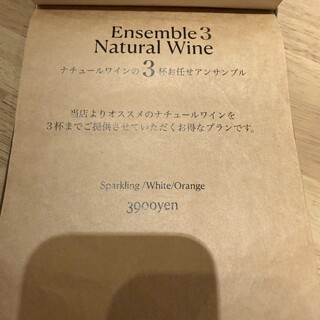 Ensemble 3
Natural Wine
ナチュールワインの3杯お任せアンサンブル
当店よりオススメのナチュールワインを
３杯までご提供させていただくお得なプランです。
Sparkling /White/Orange
3900yen